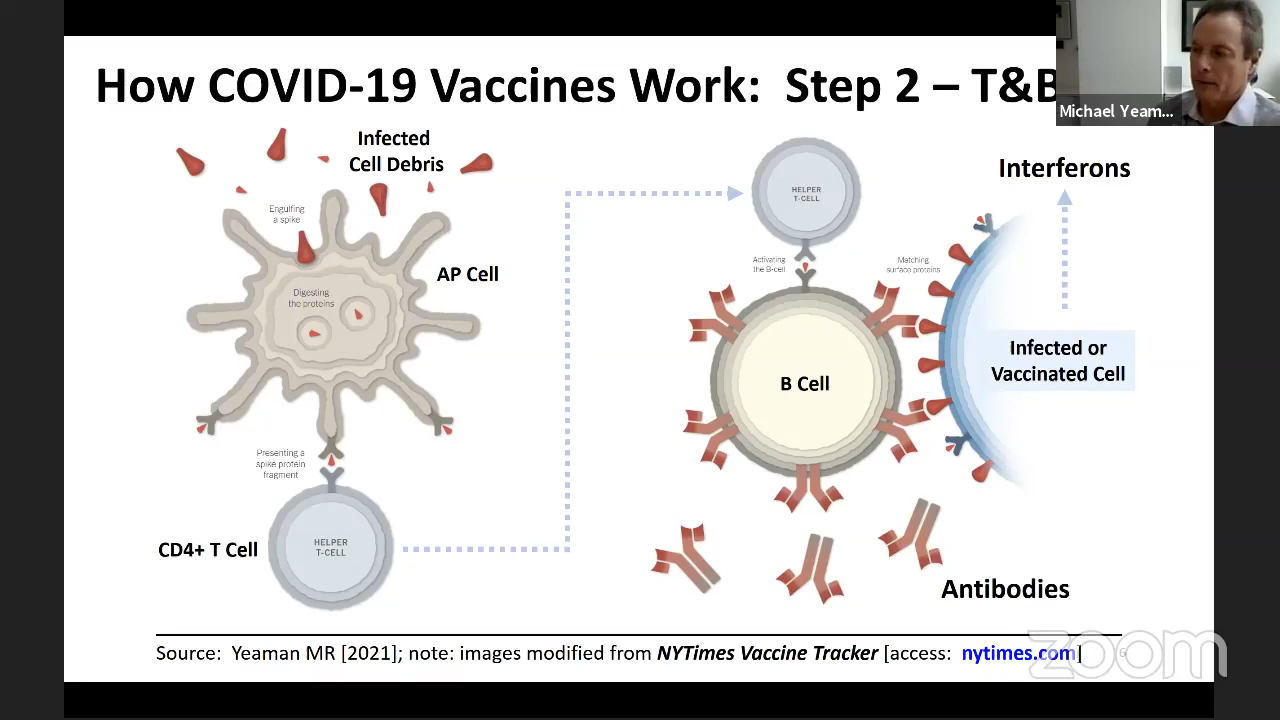 How COVID-19 Vaccines Work:  Step 2 – T&B
Michael Yeam...
Infected
Cell Debris
Engulfing
a spike
AP Cell
Digesting
the proteins
Presenting a
spike protein
fragment
CD4+ T Cell
HELPER
T-CELL
HELPER
T-CELL
Activating
the B-cell
Matching
surface proteins
Interferons
B Cell
Infected or
Vaccinated Cell
Antibodies
Source:  Yeaman MR [2021]; note: images modified from NYTimes Vaccine Tracker [access:  nytimes.com]
6
zoom